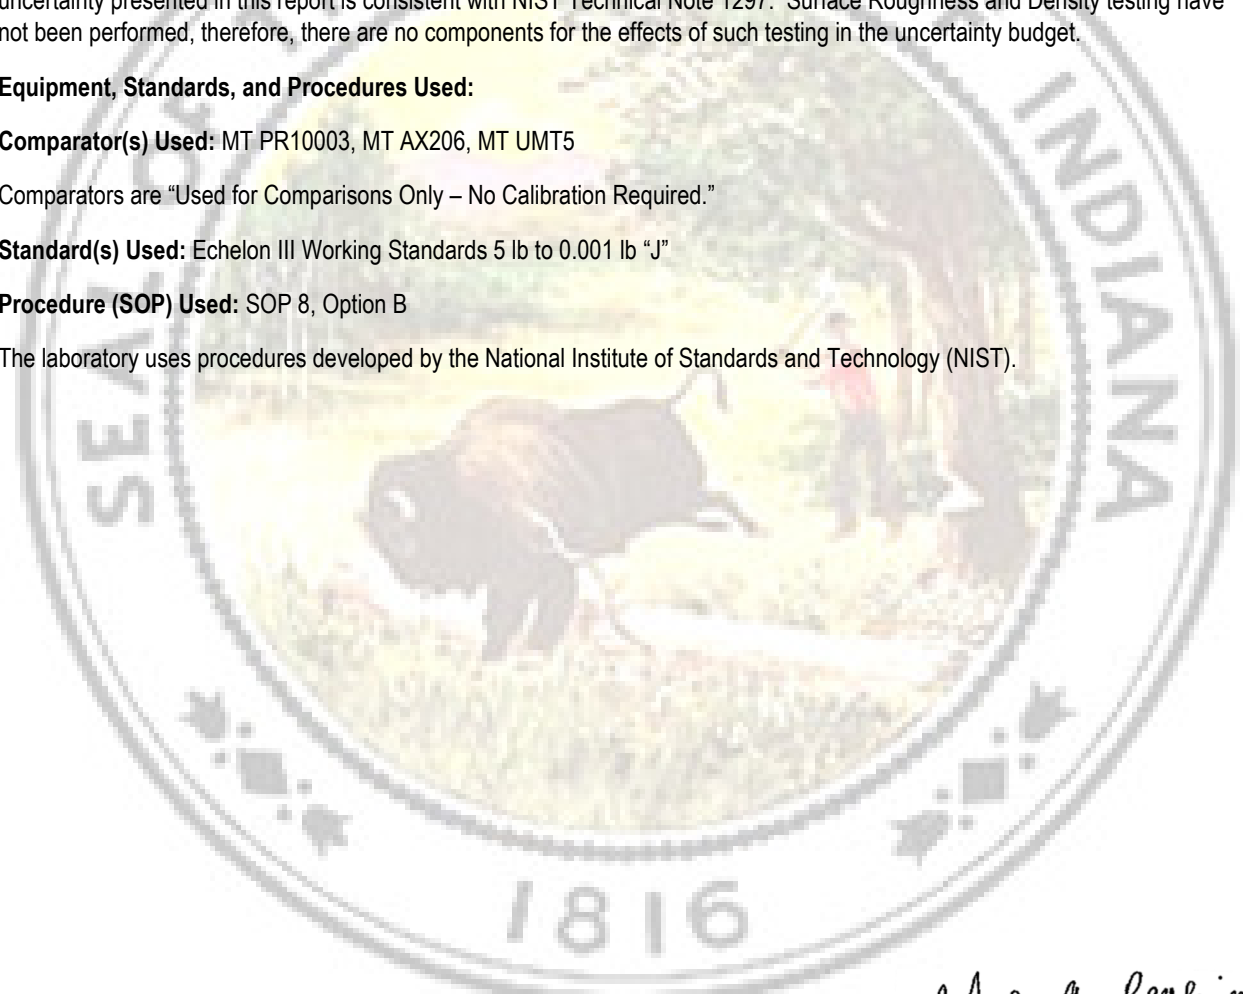 uncertainty presented in this report is consistent with NIST Technical Note 1297. Surface Roughness and Density testing have
not been performed, therefore, there are no components for the effects of such testing in the uncertainty budget.
Equipment, Standards, and Procedures Used:
Comparator(s) Used: MT PR10003, MT AX206, MT UMT5
Comparators are “Used for Comparisons Only – No Calibration Required.”
Standard(s) Used: Echelon III Working Standards 5 lb to 0.001 lb “J”
Procedure (SOP) Used: SOP 8, Option B
The laboratory uses procedures developed by the National Institute of Standards and Technology (NIST).
SEAL OF
INDIANA
1816